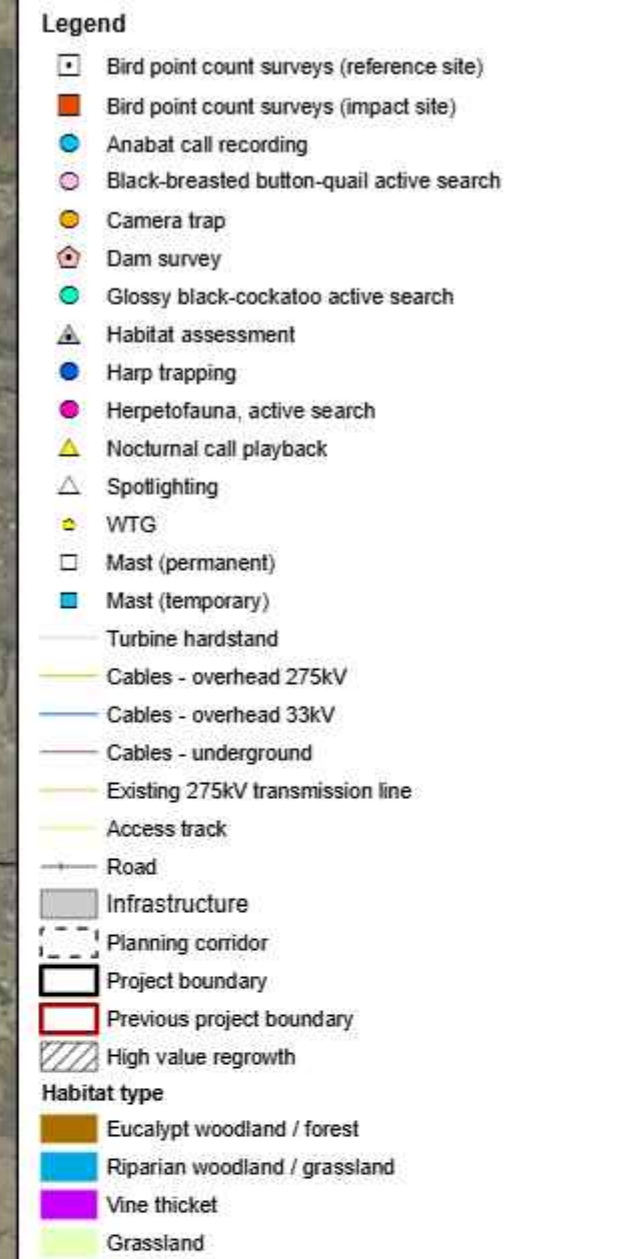 Legend
Bird point count surveys (reference site)
Bird point count surveys (impact site)
Anabat call recording
Black-breasted button-quail active search
Camera trap
Dam survey
Glossy black-cockatoo active search
Habitat assessment
Harp trapping
Herpetofauna, active search
Nocturnal call playback
Spotlighting
WTG
Mast (permanent)
Mast (temporary)
Turbine hardstand
Cables - overhead 275kV
Cables - overhead 33kV
Cables - underground
Existing 275kV transmission line
Access track
Road
Infrastructure
Planning corridor
Project boundary
Previous project boundary
High value regrowth
Habitat type
Eucalypt woodland / forest
Riparian woodland / grassland
Vine thicket
Grassland